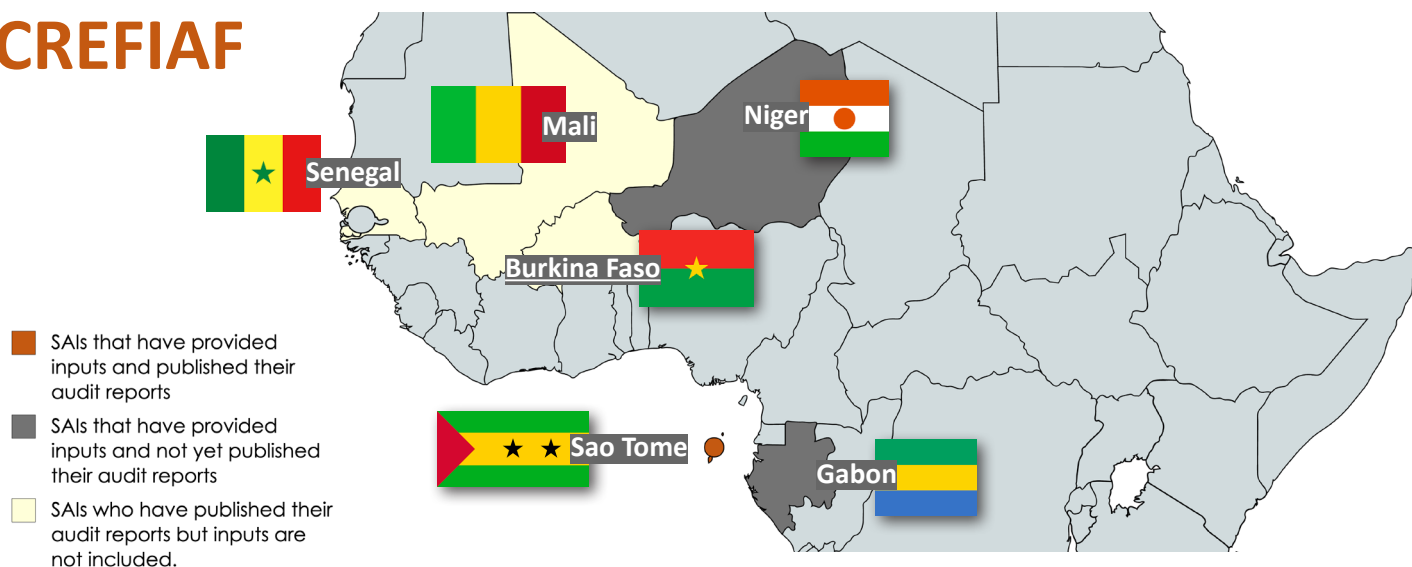 CREFIAF
Mali
Niger
Senegal
Burkina Faso
SAIs that have provided
inputs and published their
audit reports
SAIs that have provided
inputs and not yet published
their audit reports
SAIs who have published their
audit reports but inputs are
not included.
Sao Tome
Gabon